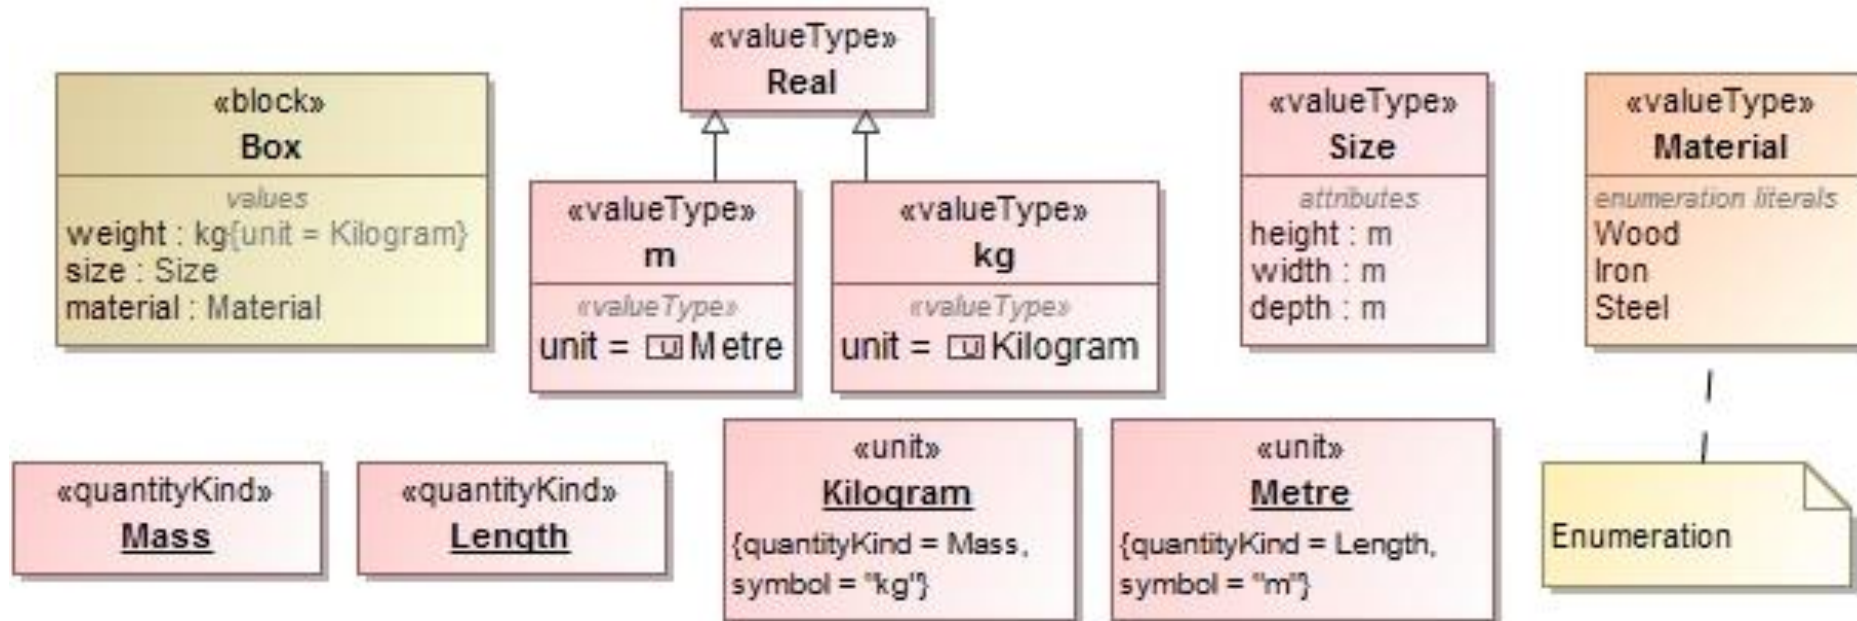 «block»
Box
values
weight : kg{unit = Kilogram}
size : Size
material : Material
«valueType»
Real
«valueType»
m
«valueType»
unit = Metre
«valueType»
kg
«valueType»
unit = Kilogram
«valueType»
Size
attributes
height : m
width : m
depth : m
«valueType»
Material
enumeration literals
Wood
Iron
Steel
«quantityKind»
Mass
«quantityKind»
Length
«unit»
Kilogram
{quantityKind = Mass,
symbol = "kg"}
«unit»
Metre
{quantityKind = Length,
symbol = "m"}
Enumeration